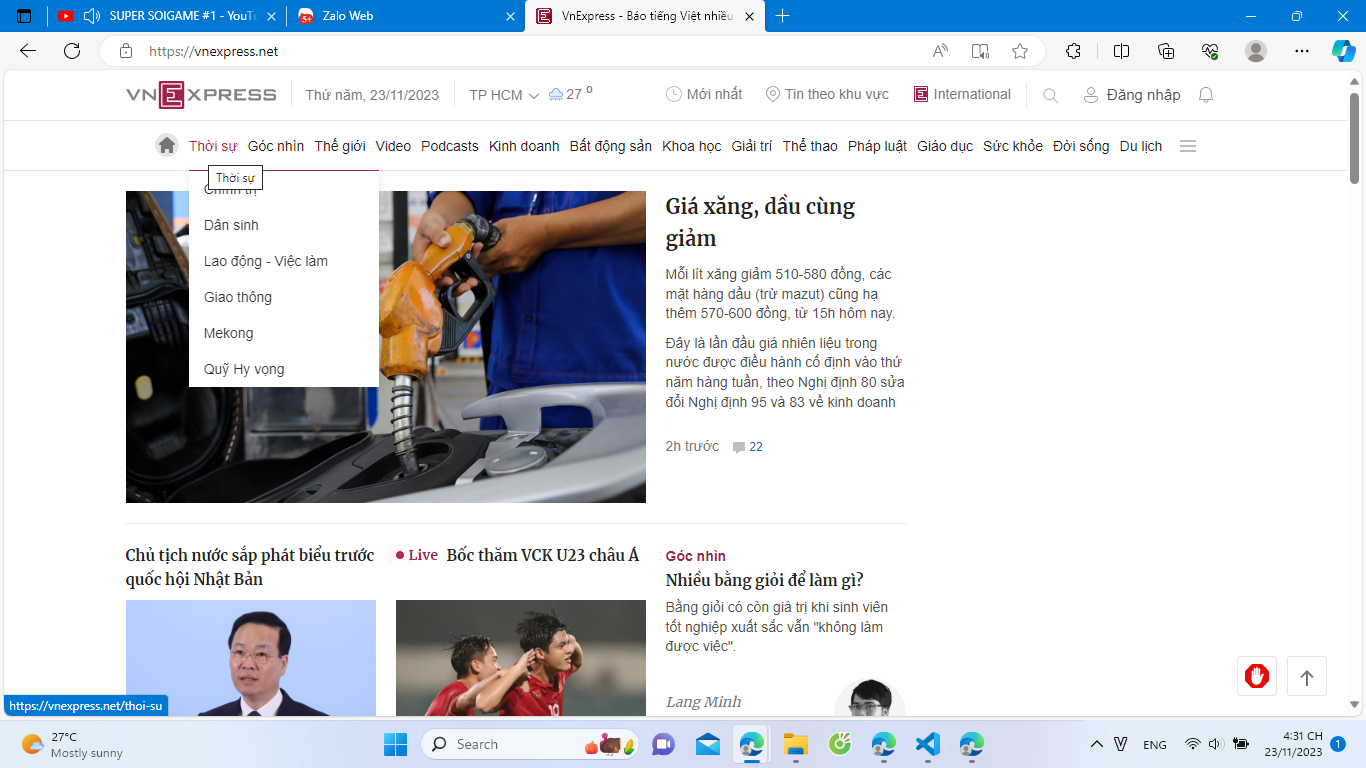 SUPER SOIGAME #1 - YouTu
5+
Zalo Web
VnExpress - Báo tiếng Việt nhiều
https://vnexpress.net
VNEXPRESS
Thứ năm, 23/11/2023
TP HCM
27 º
Mới nhất
Tin theo khu vực
E International
Đăng nhập
Thời sự
Góc nhìn
Thế giới
Video
Podcasts
Kinh doanh
Bất động sản
Khoa học
Giải trí
Thể thao
Pháp luật
Giáo dục
Sức khỏe
Đời sống
Du lịch
Thời sự
Chính trị
Dân sinh
Lao động - Việc làm
Giao thông
Mekong
Quỹ Hy vọng
Giá xăng, dầu cùng
giảm
Mỗi lít xăng giảm 510-580 đồng, các
mặt hàng dầu (trừ mazut) cũng hạ
thêm 570-600 đồng, từ 15h hôm nay.
Đây là lần đầu giá nhiên liệu trong
nước được điều hành cố định vào thứ
năm hàng tuần, theo Nghị định 80 sửa
đổi Nghị định 95 và 83 về kinh doanh
2h trước
22
Chủ tịch nước sắp phát biểu trước
quốc hội Nhật Bản
Live Bốc thăm VCK U23 châu Á
Góc nhìn
Nhiều bằng giỏi để làm gì?
Bằng giỏi có còn giá trị khi sinh viên
tốt nghiệp xuất sắc vẫn "không làm
được việc".
Lang Minh
19
https://vnexpress.net/thoi-su
27°C
Mostly sunny
Search
ENG
4:31 CH
23/11/2023
1